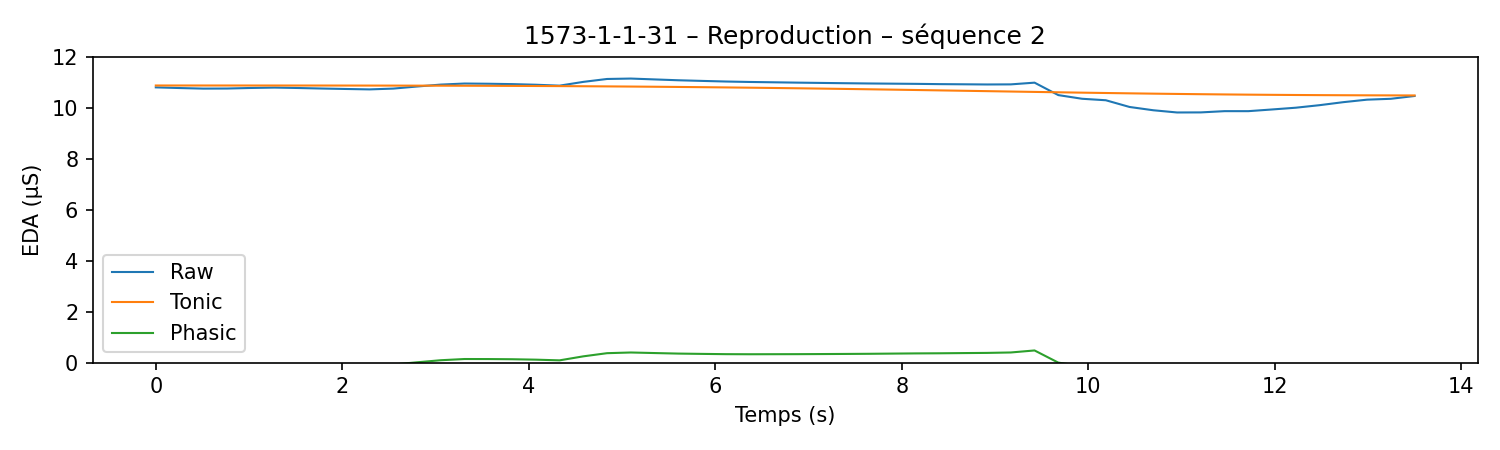 1573-1-1-31 – Reproduction – séquence 2
EDA (µS)
12
10
8
6
4
2
0
Raw
Tonic
Phasic
0 2 4 6 8 10 12 14
Temps (s)